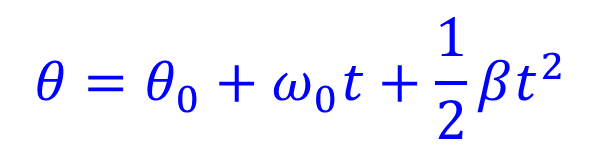 θ = θ₀ + ω₀t + ½βt²